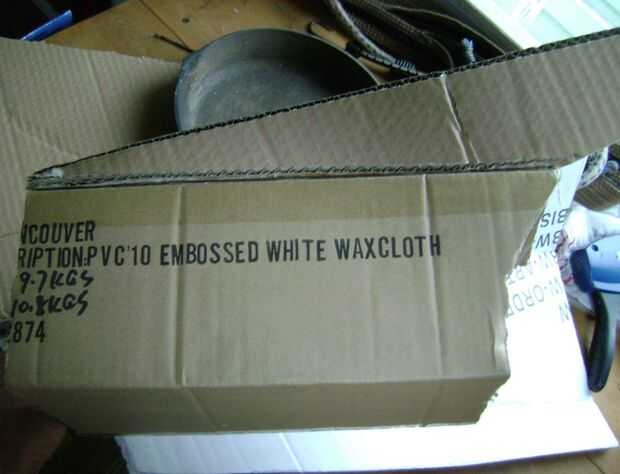 NCOUVER
RIPTION:PVC'10 EMBOSSED WHITE WAXCLOTH
9.7KGS
10.8KGS
874